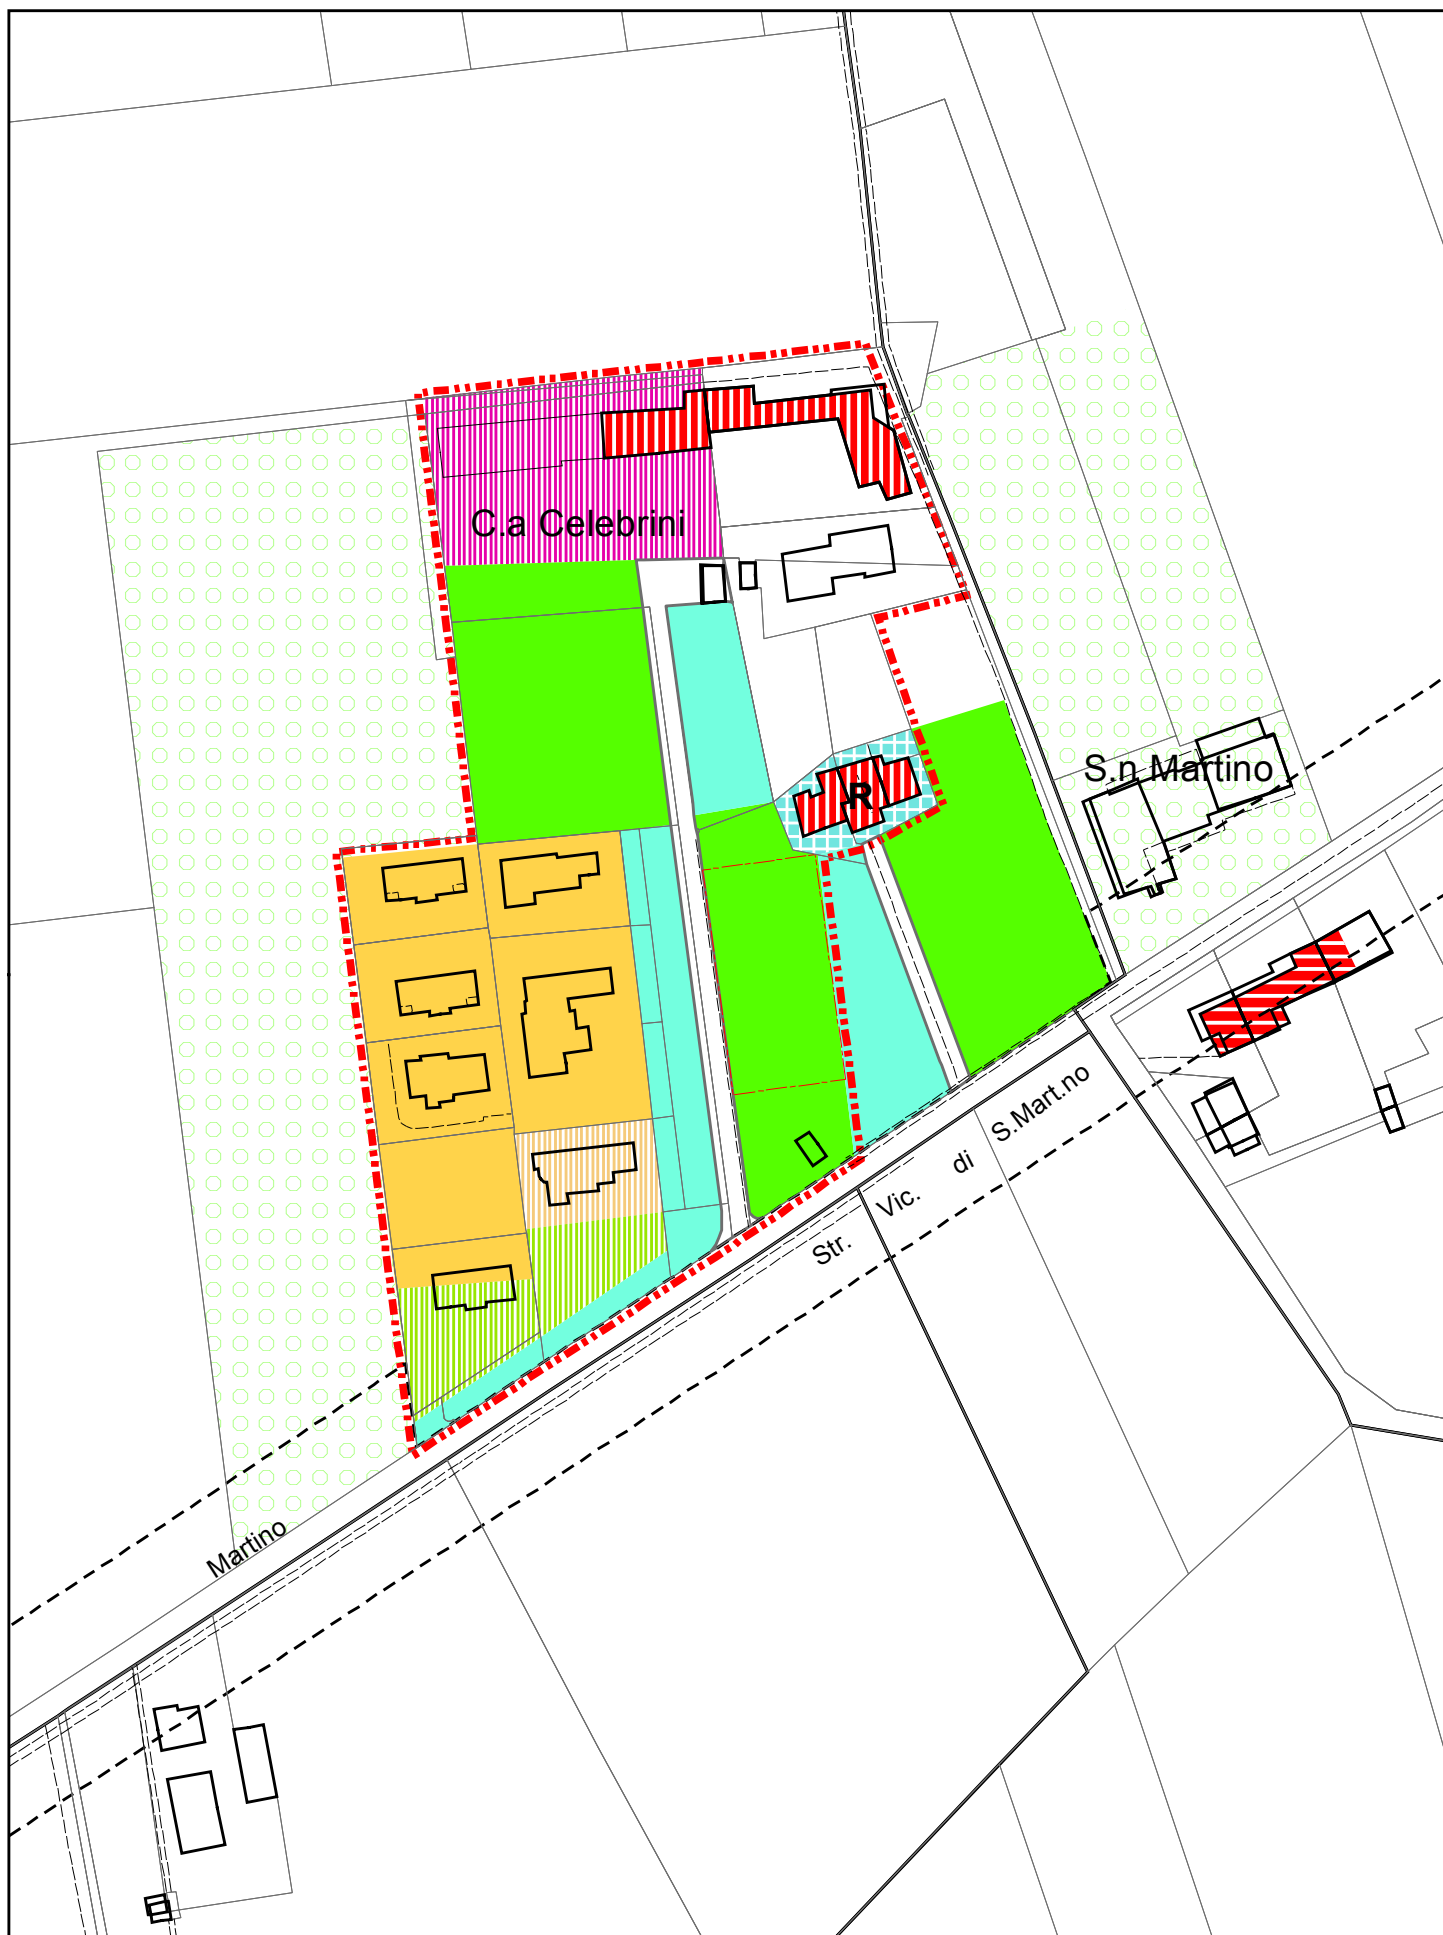 C.a Celebrini
S.n Martino
R
Str. Vic. di S.Mart.no
Martino